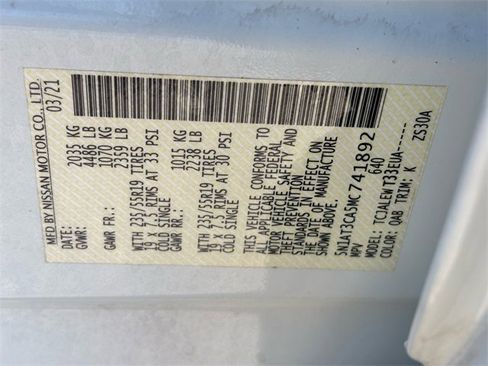 MFD BY NISSAN MOTOR CO., LTD.
DATE: 03/21
GVWR: 2035 KG
4486 LB
GAWR FR. 1070 KG
2359 LB
WITH 235/55R19 TIRES
19 X 7.5 RIMS AT 33 PSI
COLD SINGLE
GAWR RR. 1015 KG
2238 LB
WITH 235/55R19 TIRES
19 X 7.5 RIMS AT 30 PSI
COLD SINGLE
THIS VEHICLE CONFORMS TO
ALL APPLICABLE FEDERAL
MOTOR VEHICLE SAFETY AND
THEFT PREVENTION
STANDARDS IN EFFECT ON
THE DATE OF MANUFACTURE
SHOWN ABOVE.
5N1AT3CA5MC741892
MPV 640
MODEL: TCJALEM T33EUA------
COLOR: QAB TRIM: K ZS30A